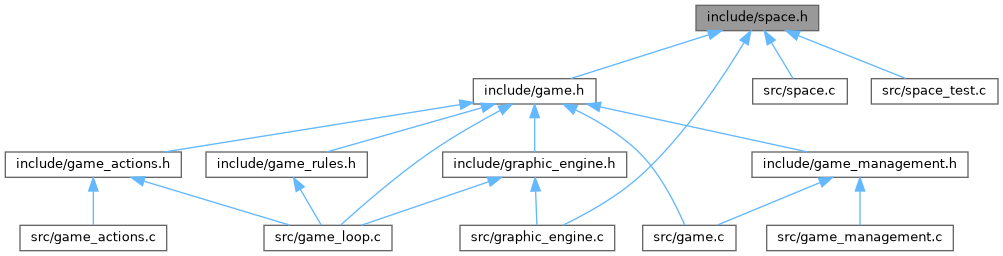 include/space.h
include/game.h
src/space.c
src/space_test.c
include/game_actions.h
include/game_rules.h
include/graphic_engine.h
include/game_management.h
src/game_actions.c
src/game_loop.c
src/graphic_engine.c
src/game.c
src/game_management.c